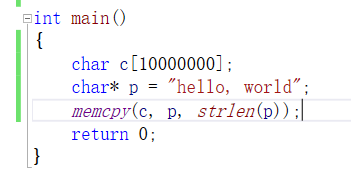 int main()
{
char c[10000000];
char* p = "hello, world";
memcpy(c, p, strlen(p));
return 0;
}